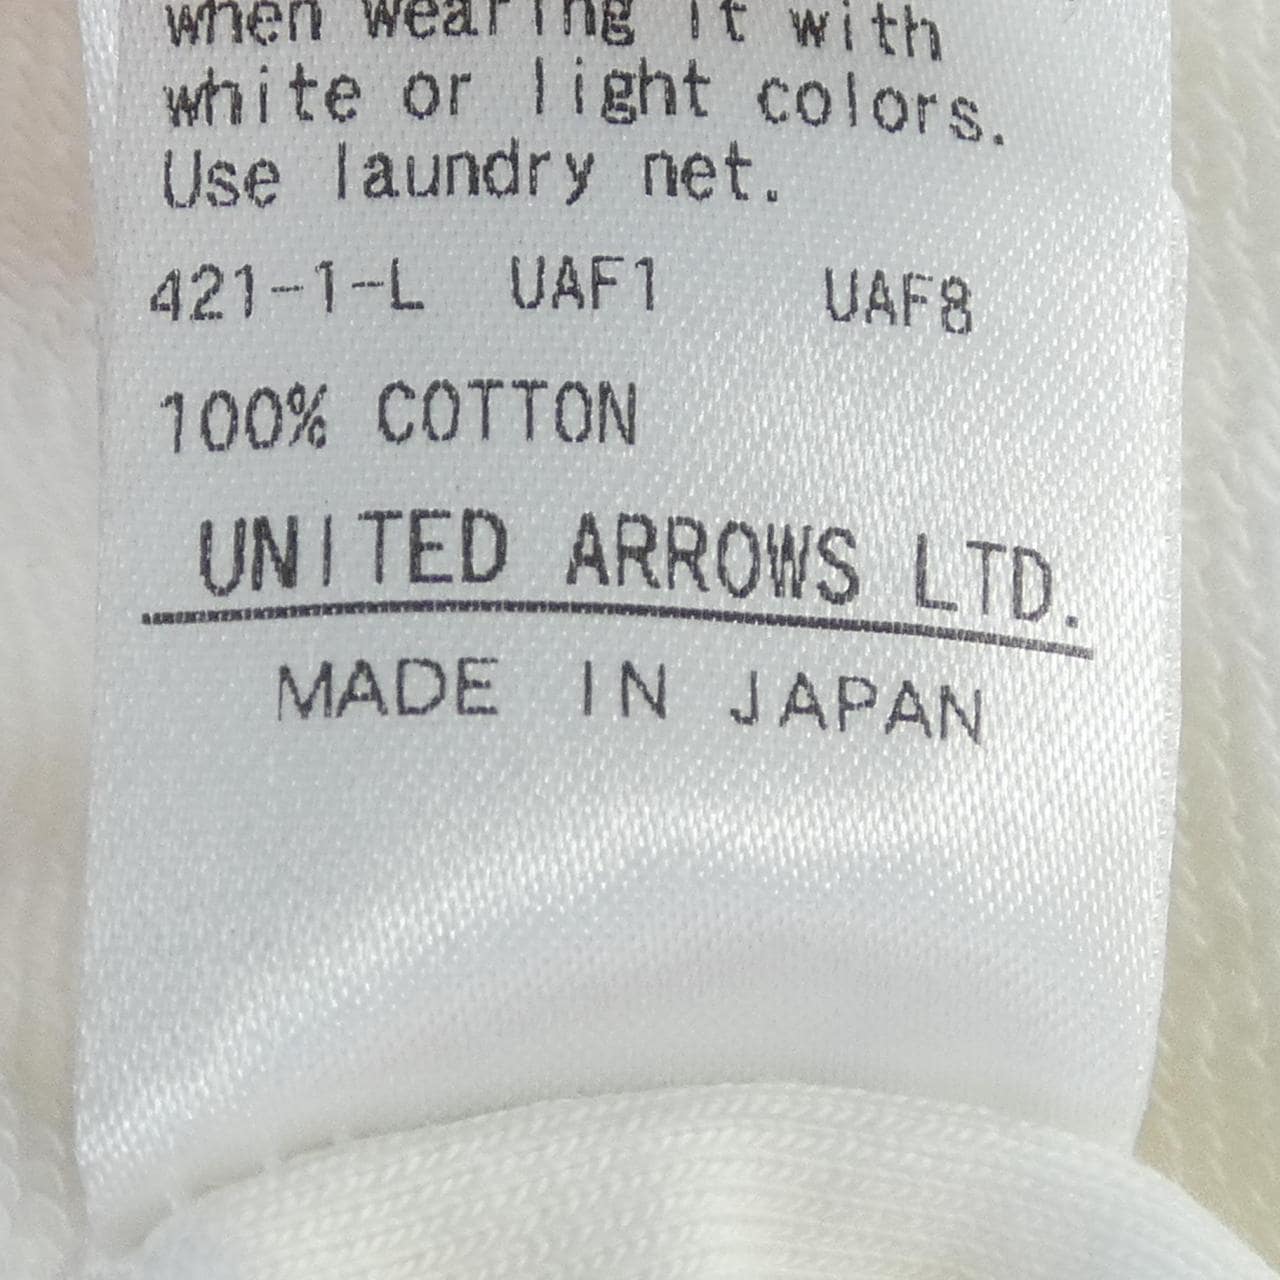 when wearing it with
white or light colors.
Use laundry net.
421-1-L UAF1 UAF8
100% COTTON
UNITED ARROWS LTD.
MADE IN JAPAN